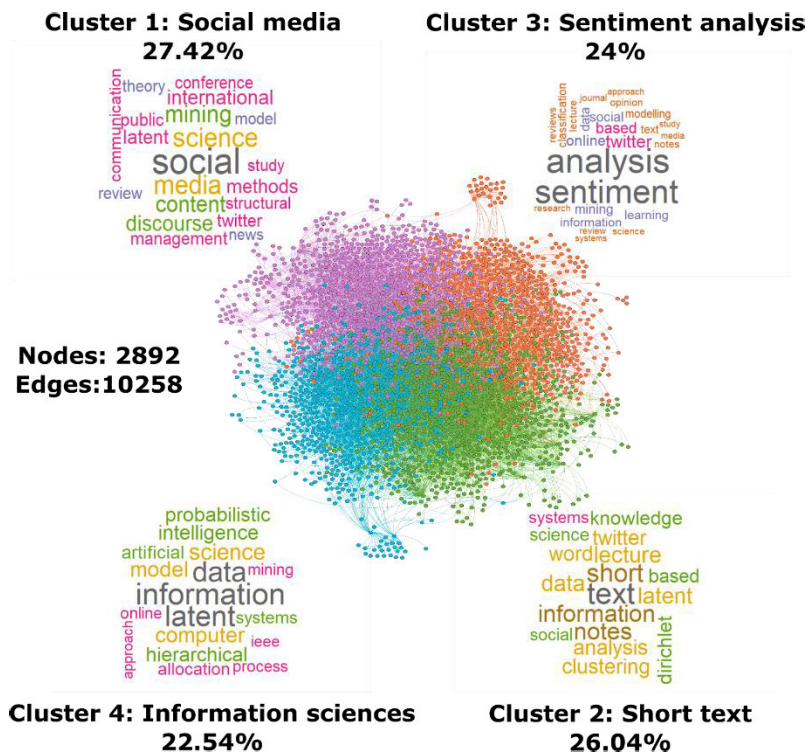 Cluster 1: Social media
27.42%
theory conference
international
communication
public mining model
latent science
social study
review media methods
content structural
discourse twitter
management news
Cluster 3: Sentiment analysis
24%
approach
journal opinion
reviews
classification
lecture
data
social modelling
based text study
online twitter media
notes
analysis
sentiment
research mining learning
information
review science
systems
Nodes: 2892
Edges:10258
probabilistic
intelligence
artificial science
model data mining
information
online latent systems
approach
computer ieee
hierarchical
allocation process
systems knowledge
science twitter
word lecture
short based
data text latent
information
social notes
dirichlet
analysis
clustering
Cluster 4: Information sciences
22.54%
Cluster 2: Short text
26.04%